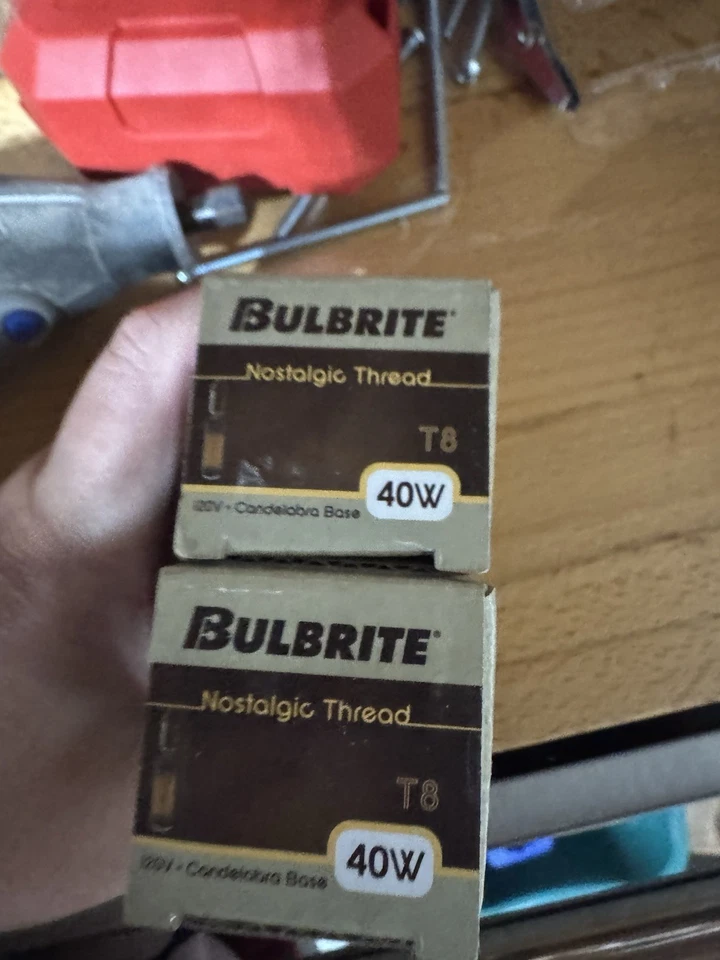 BULBRITE
Nostalgic Thread
T8
40W
120V - Candelabra Base
BULBRITE
Nostalgic Thread
T8
40W
120V - Candelabra Base